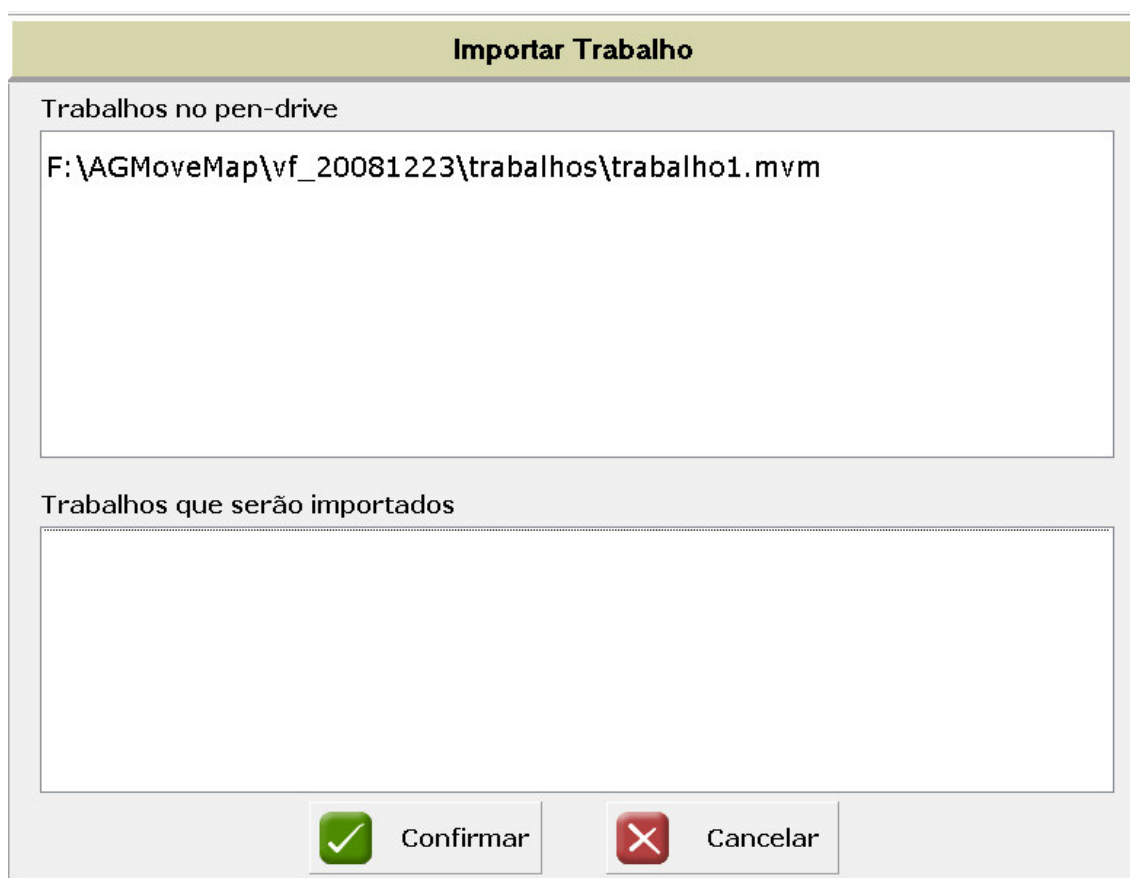 Importar Trabalho
Trabalhos no pen-drive
F:\AGMoveMap\vf_20081223\trabalhos\trabalho1.mvm
Trabalhos que serão importados
Confirmar
Cancelar